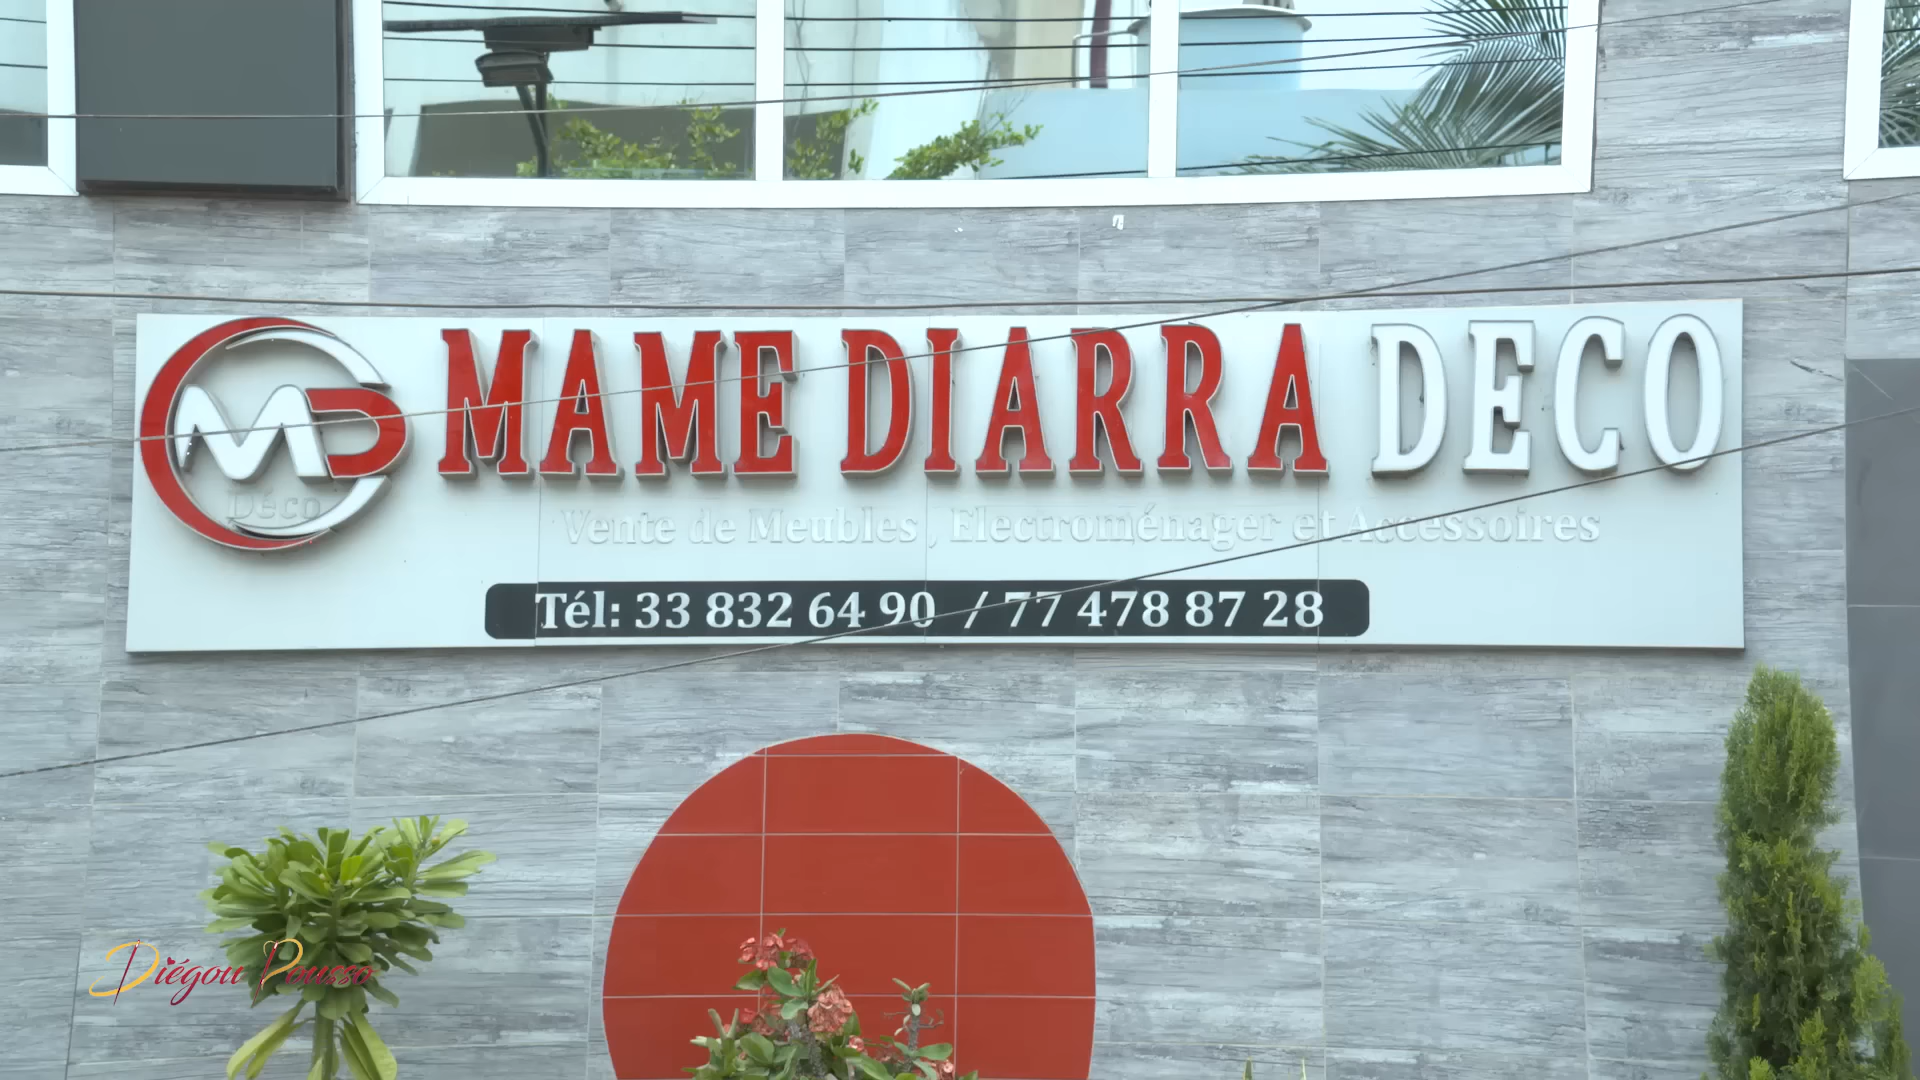 MD
Déco
MAME DIARRA DECO
Vente de Meubles , Electroménager et Accessoires
Tél: 33 832 64 90 / 77 478 87 28
Diégou Pousso